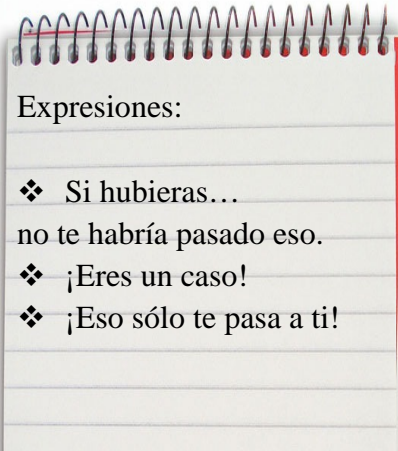 Expresiones:
❖ Si hubieras…
no te habría pasado eso.
❖ ¡Eres un caso!
❖ ¡Eso sólo te pasa a ti!